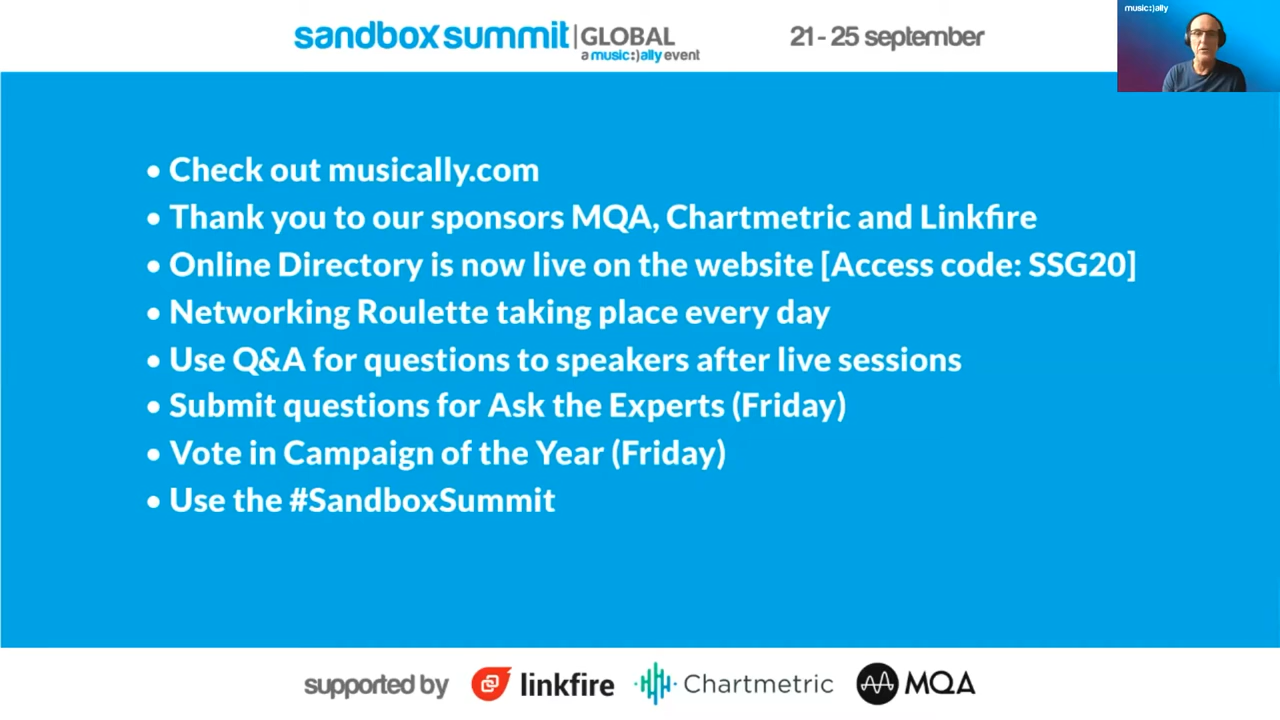 sandboxsummit|GLOBAL
a music:)ally event
21 - 25 september
music:)ally
• Check out musically.com
• Thank you to our sponsors MQA, Chartmetric and Linkfire
• Online Directory is now live on the website [Access code: SSG20]
• Networking Roulette taking place every day
• Use Q&A for questions to speakers after live sessions
• Submit questions for Ask the Experts (Friday)
• Vote in Campaign of the Year (Friday)
• Use the #SandboxSummit
supported by linkfire Chartmetric MQA